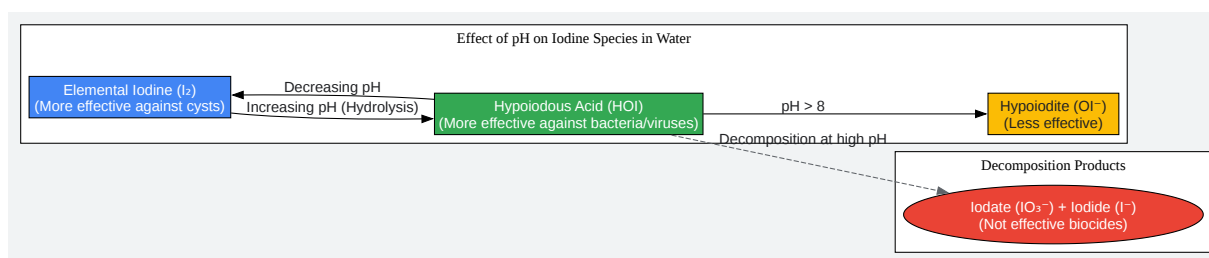 Effect of pH on Iodine Species in Water
Elemental Iodine (I₂)
(More effective against cysts)
Decreasing pH
Increasing pH (Hydrolysis)
Hypoiodous Acid (HOI)
(More effective against bacteria/viruses)
pH > 8
Hypoiodite (OI⁻)
(Less effective)
Decomposition at high pH
Decomposition Products
Iodate (IO₃⁻) + Iodide (I⁻)
(Not effective biocides)